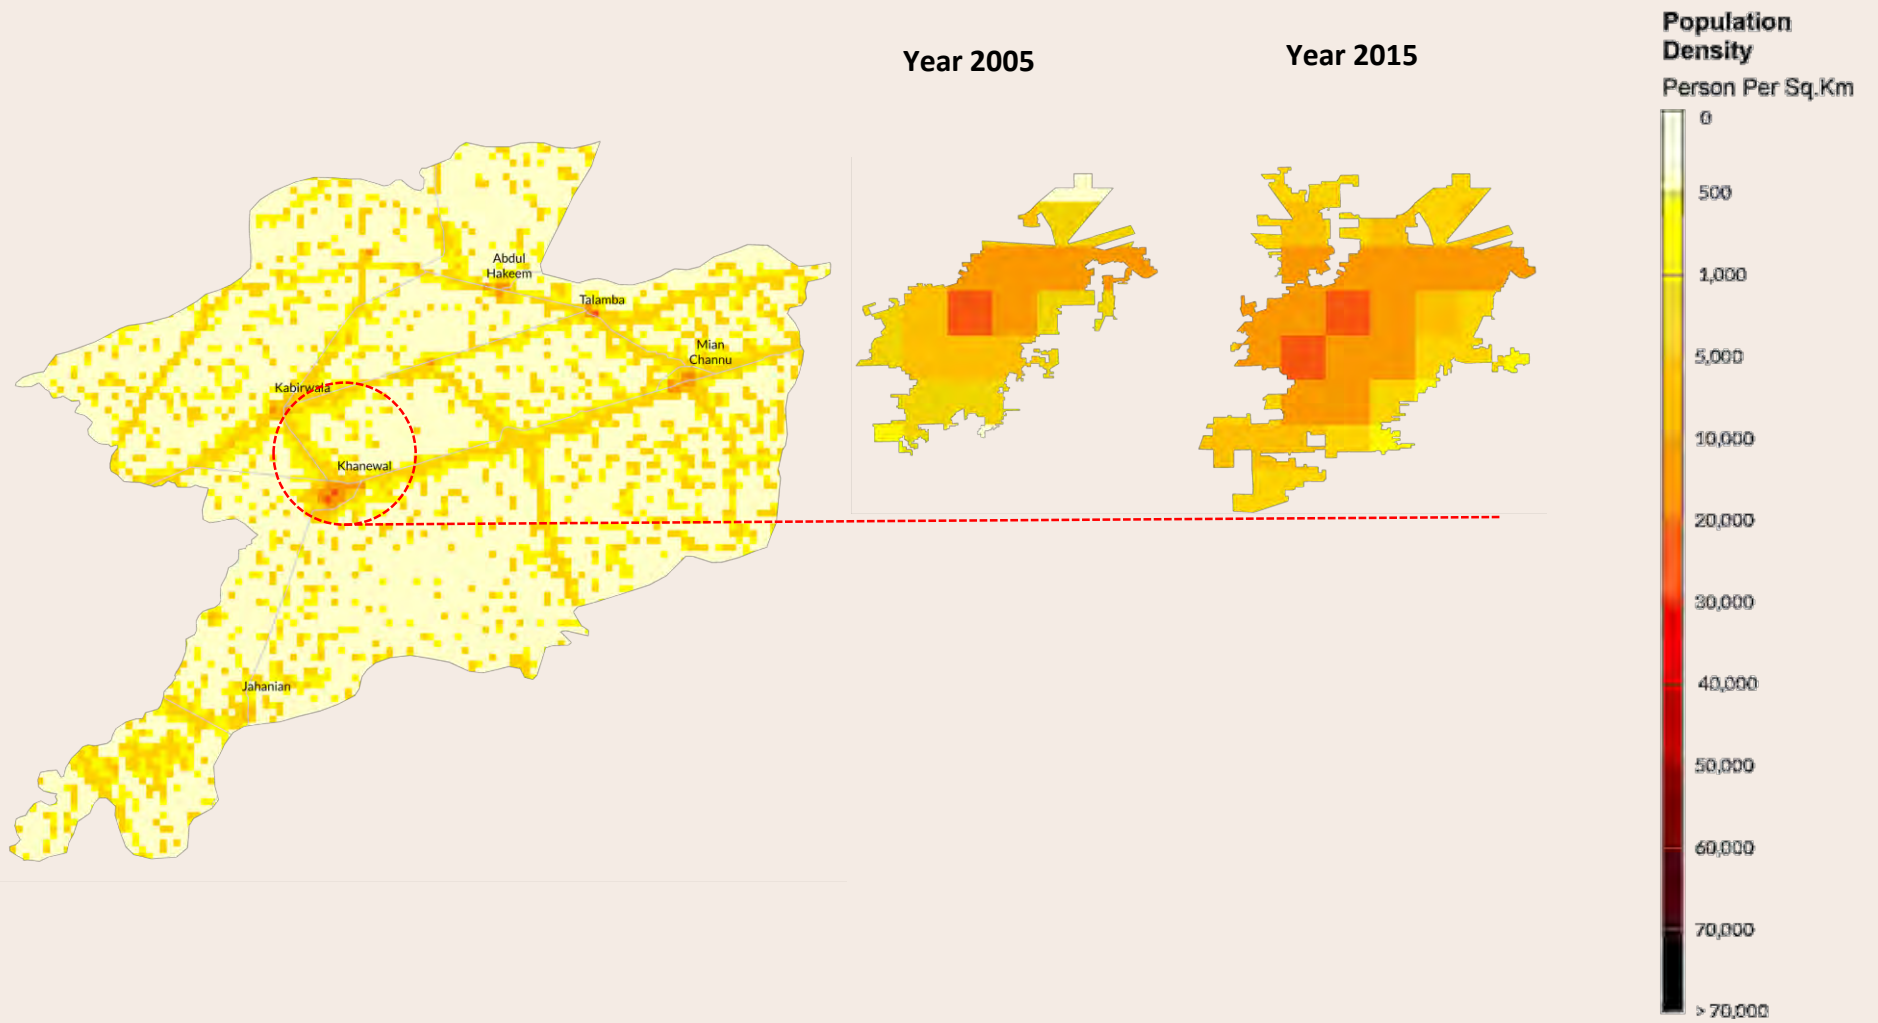 Year 2005
Year 2015
Population
Density
Person Per Sq.Km
0
500
1,000
5,000
10,000
20,000
30,000
40,000
50,000
60,000
70,000
> 70,000
Abdul
Hakeem
Talamba
Mian
Channu
Kabirwala
Khanewal
Jahanian